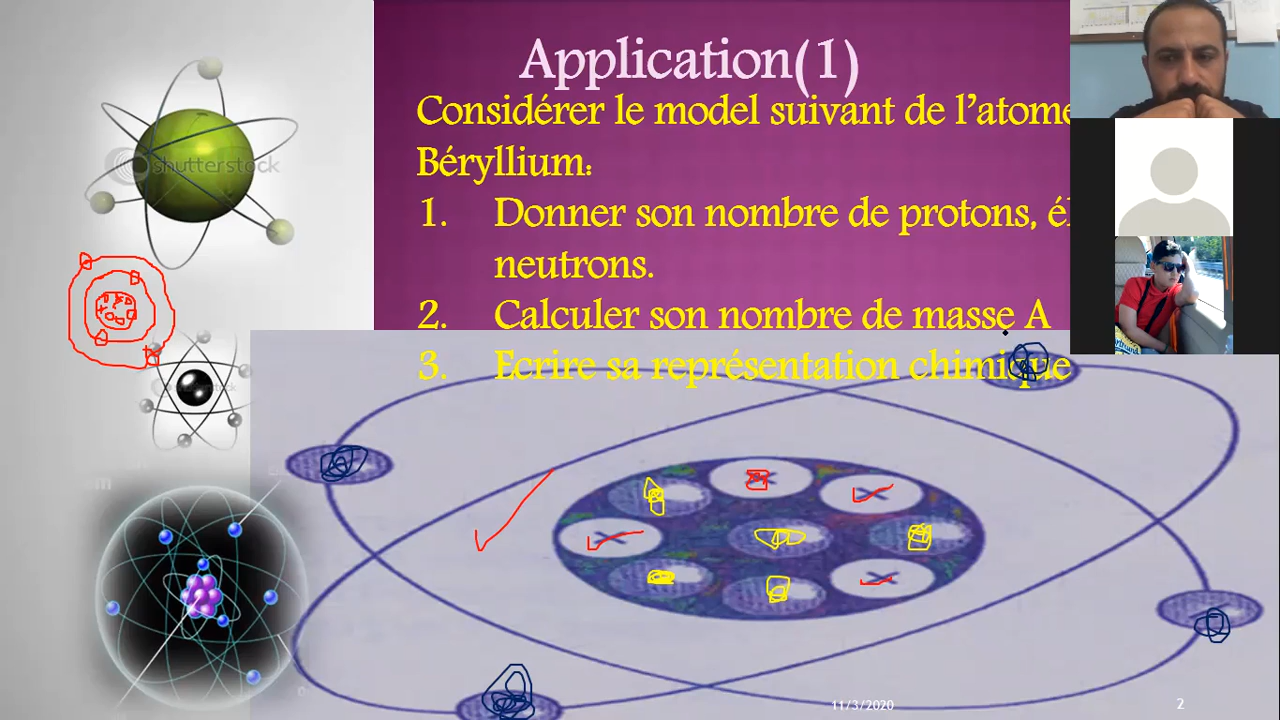 Application(1)
Considérer le model suivant de l'atome
Béryllium:
1. Donner son nombre de protons, él
neutrons.
2. Calculer son nombre de masse A
3. Ecrire sa représentation chimique
shutterstock
11/3/2020
2